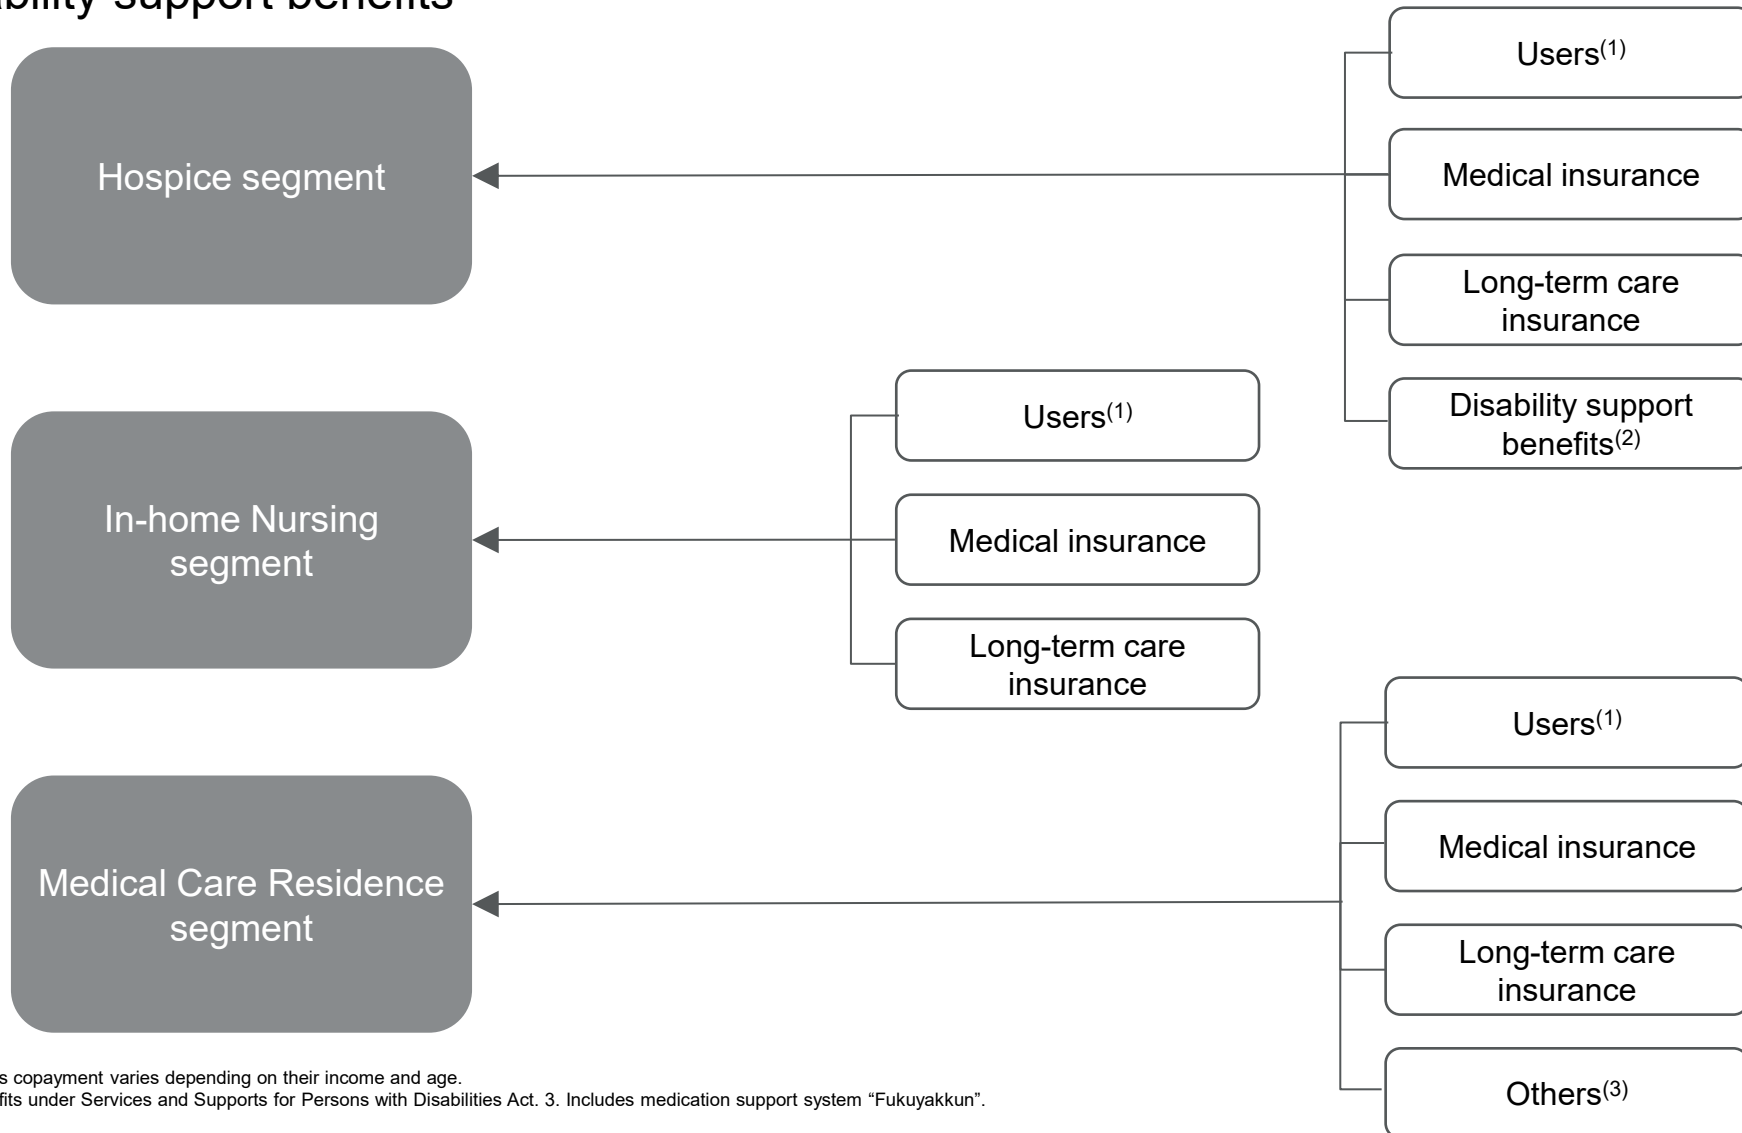 ability support benefits
Hospice segment
Users(1)
Medical insurance
Long-term care
insurance
Disability support
benefits(2)
In-home Nursing
segment
Users(1)
Medical insurance
Long-term care
insurance
Medical Care Residence
segment
Users(1)
Medical insurance
Long-term care
insurance
Others(3)
s copayment varies depending on their income and age.
fits under Services and Supports for Persons with Disabilities Act. 3. Includes medication support system “Fukuyakkun”.